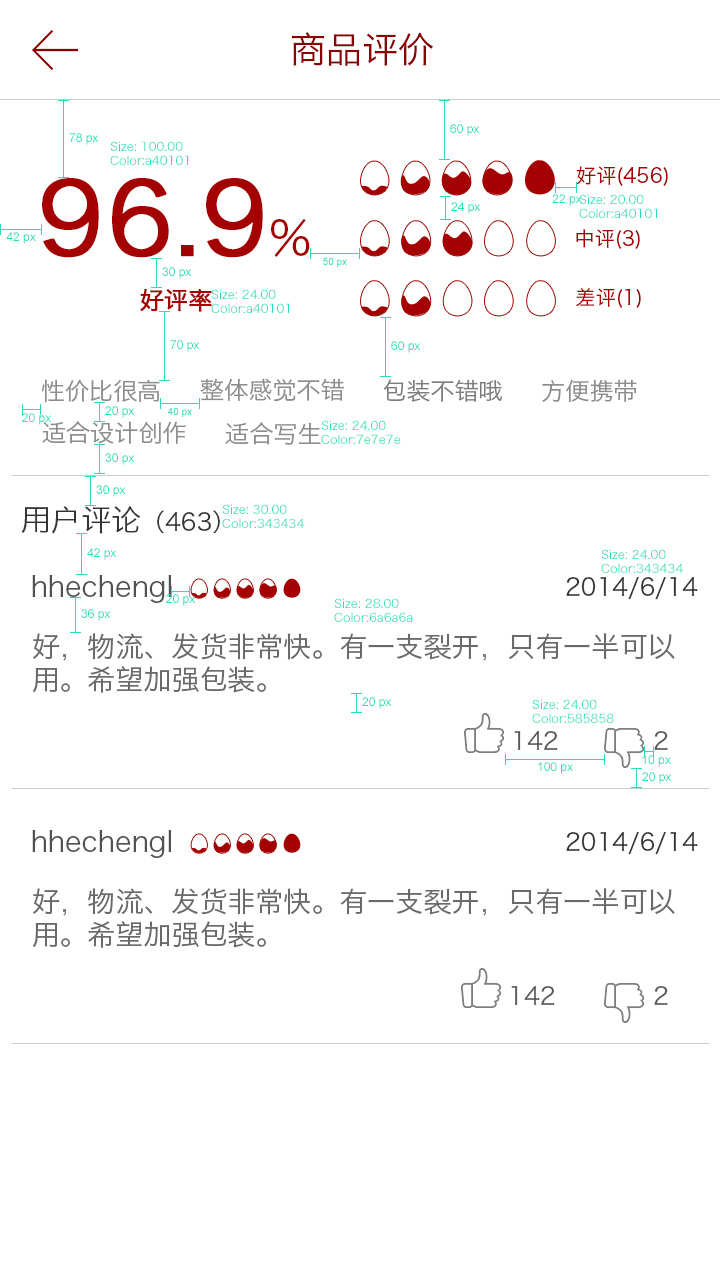 商品评价
78 px
60 px
Size: 100.00
Color:a40101
96.9%
好评(456)
22 px
Size: 20.00
Color:a40101
24 px
42 px
中评(3)
50 px
30 px
好评率
Size: 24.00
Color:a40101
差评(1)
70 px
60 px
性价比很高 整体感觉不错 包装不错哦 方便携带
20 px
20 px
40 px
适合设计创作 适合写生
Size: 24.00
Color:7e7e7e
30 px
30 px
用户评论（463）
Size: 30.00
Color:343434
42 px
Size: 24.00
Color:343434
hhechengl 2014/6/14
20 px
Size: 28.00
Color:6a6a6a
36 px
好，物流、发货非常快。有一支裂开，只有一半可以
用。希望加强包装。
20 px
Size: 24.00
Color:585858
142 2
10 px
100 px
20 px
hhechengl 2014/6/14
好，物流、发货非常快。有一支裂开，只有一半可以
用。希望加强包装。
142 2